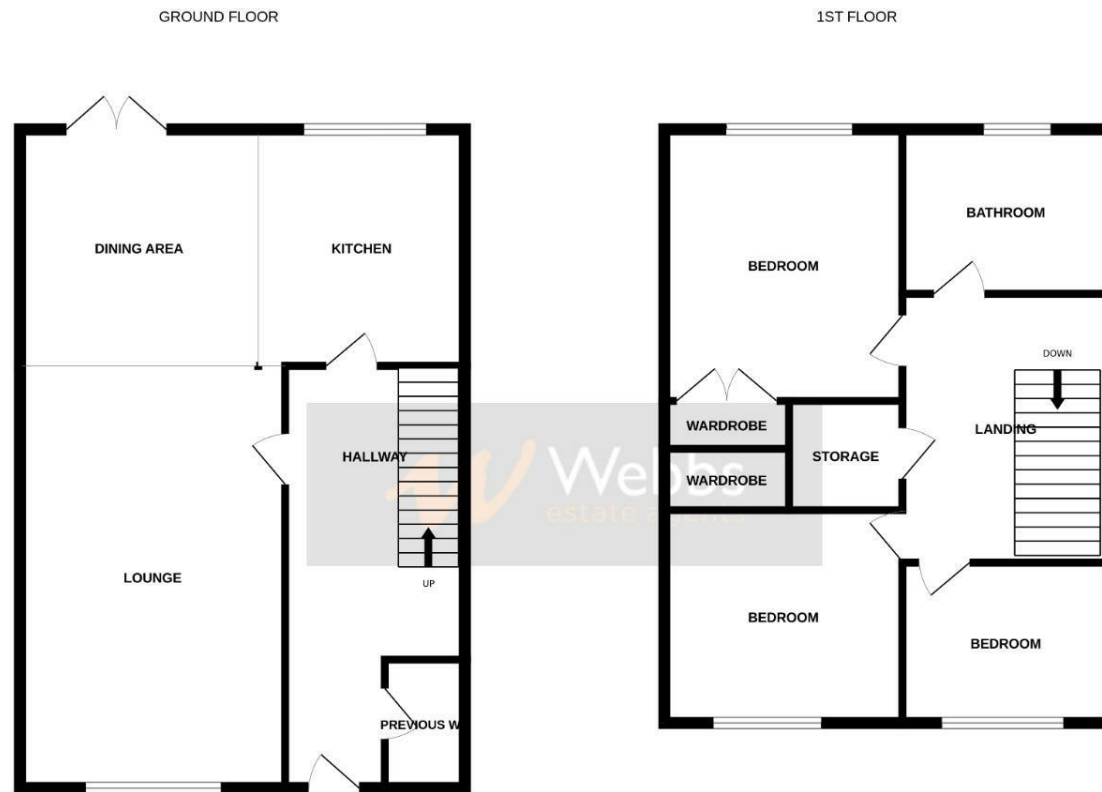 GROUND FLOOR
1ST FLOOR
DINING AREA
KITCHEN
HALLWAY
LOUNGE
UP
PREVIOUS W
BEDROOM
BATHROOM
DOWN
WARDROBE
STORAGE
LANDING
WARDROBE
BEDROOM
BEDROOM
Webbs
estate agents